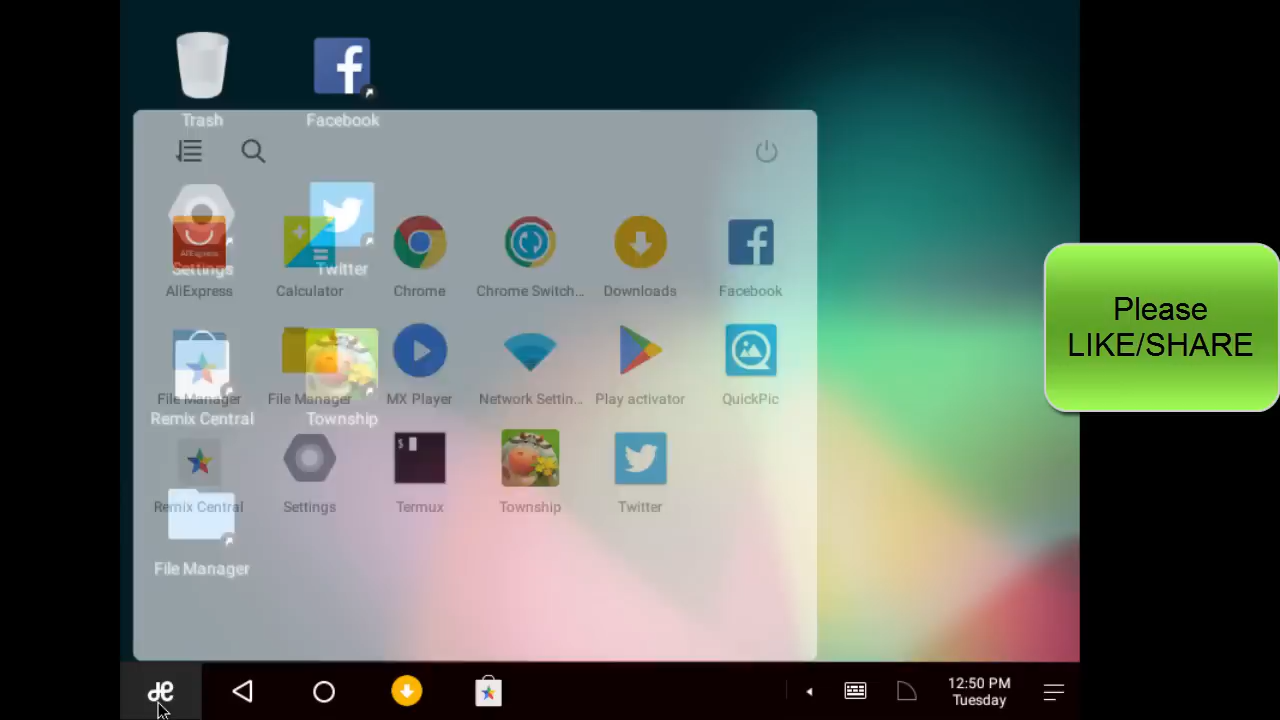 Trash
Facebook
Settings
Twitter
AliExpress
AliExpress
Calculator
Chrome
Chrome Switch...
Downloads
Facebook
File Manager
File Manager
MX Player
Network Settin...
Play activator
QuickPic
Remix Central
Township
$
Remix Central
Settings
Termux
Township
Twitter
File Manager
Please
LIKE/SHARE
12:50 PM
Tuesday